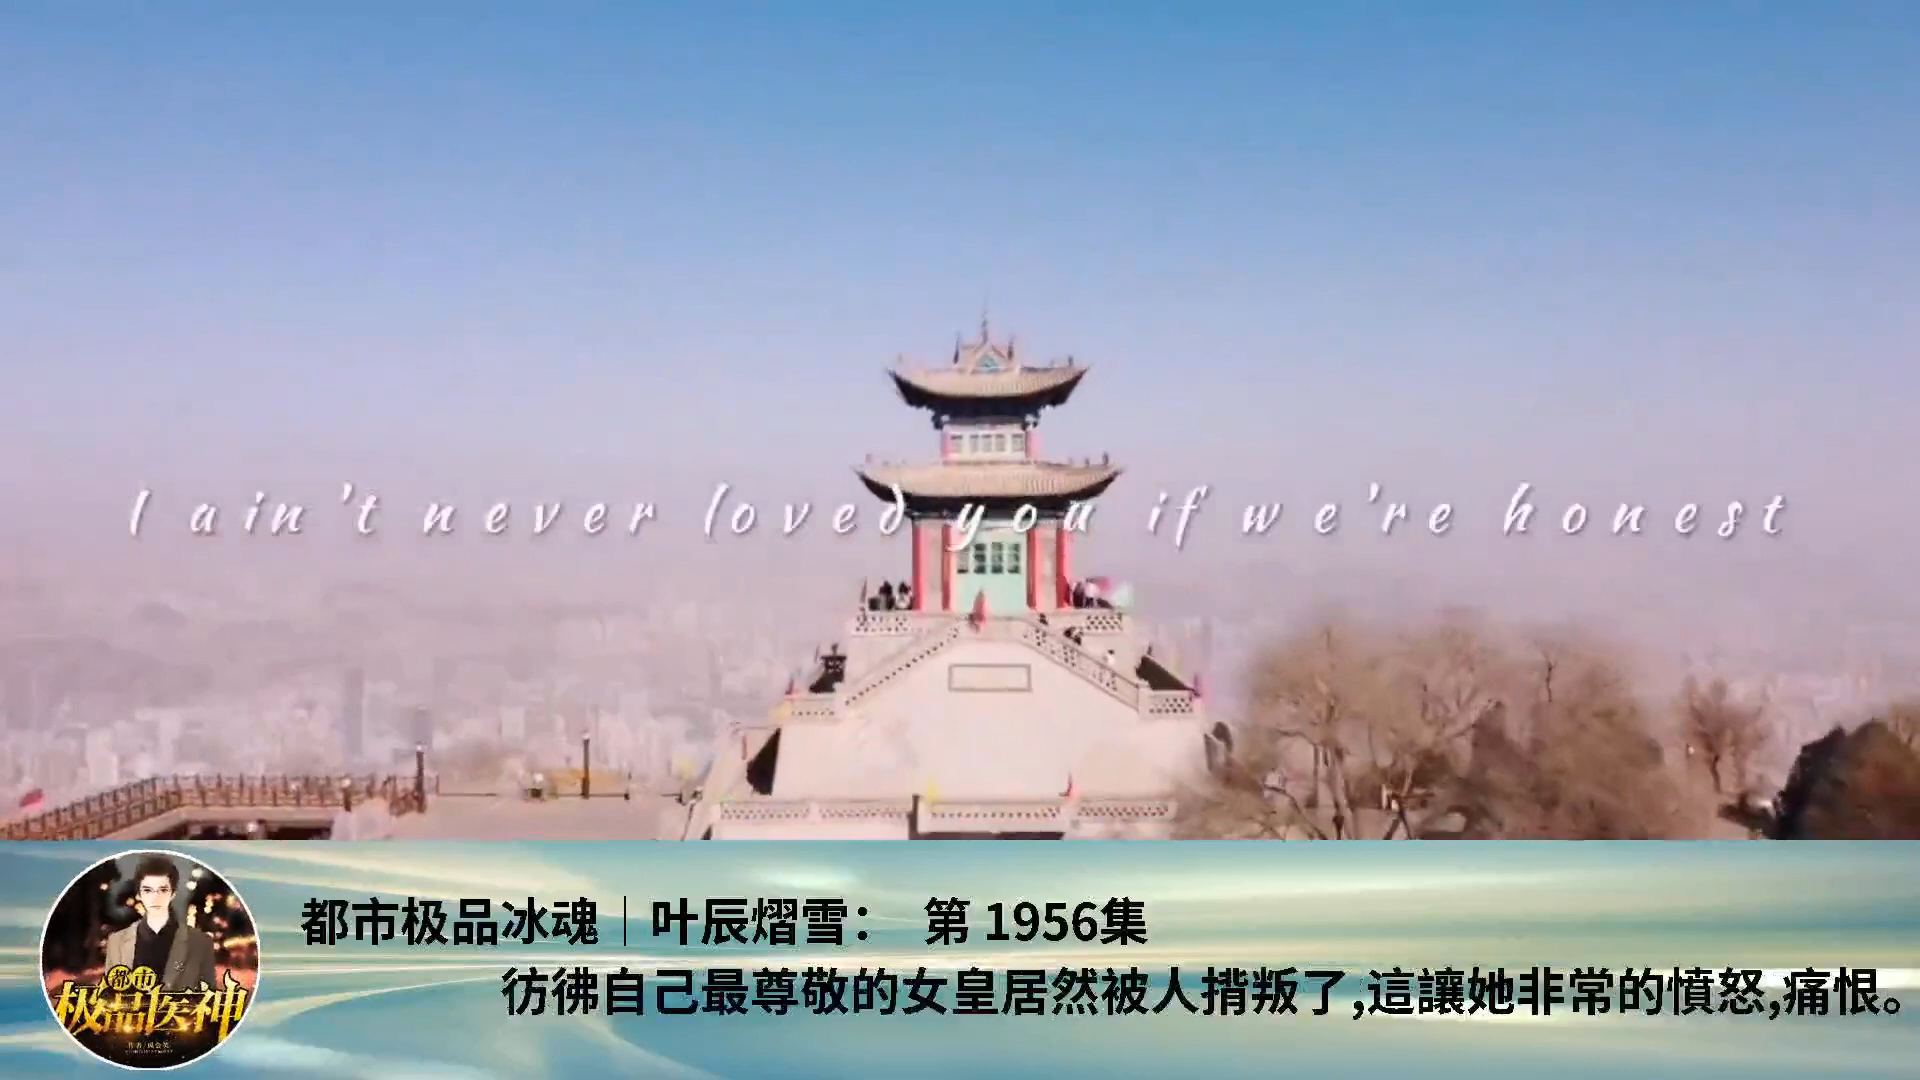 I ain't never loved you if we're honest
都市极品冰魂｜叶辰熠雪： 第 1956集
彷彿自己最尊敬的女皇居然被人揹叛了,這讓她非常的憤怒,痛恨。
都市
极品医神